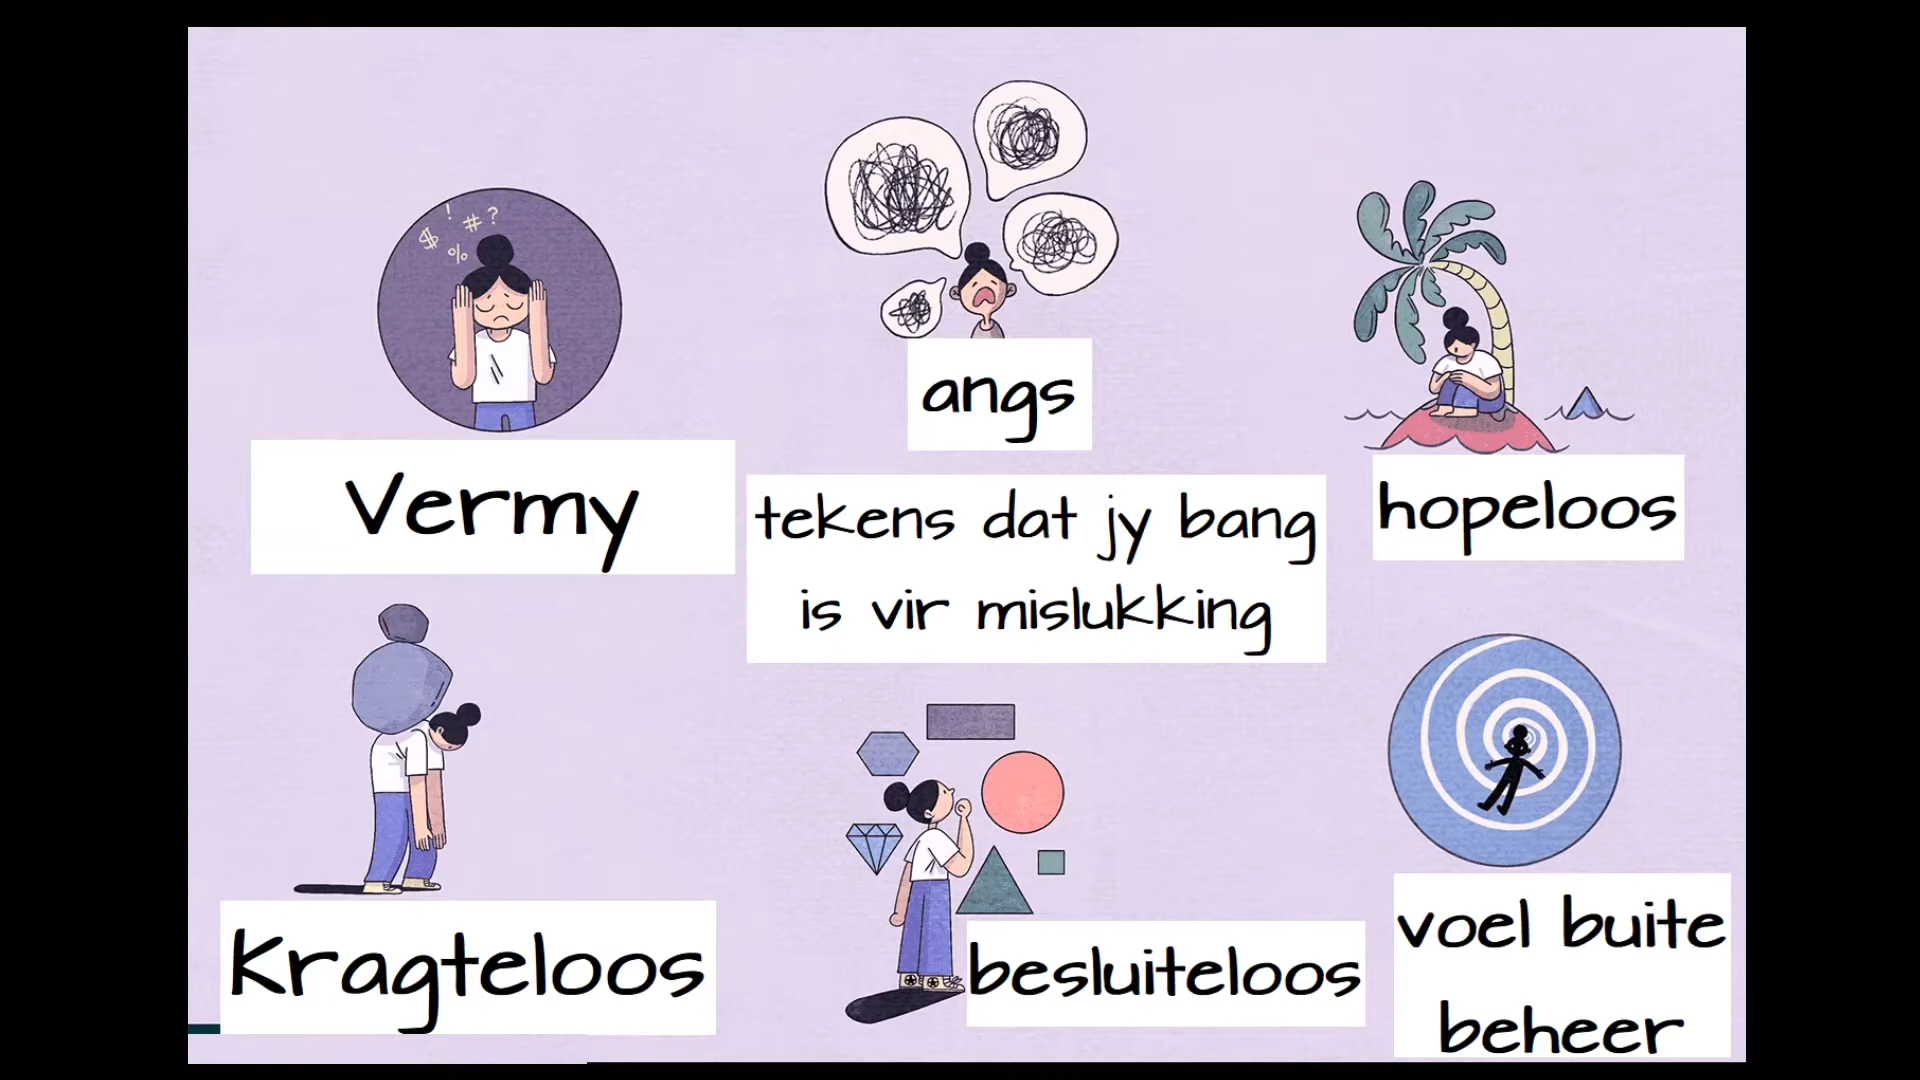 ! # ?
$ %
angs
Vermy
tekens dat jy bang
is vir mislukking
hopeloos
Kragteloos
besluiteloos
voel buite
beheer